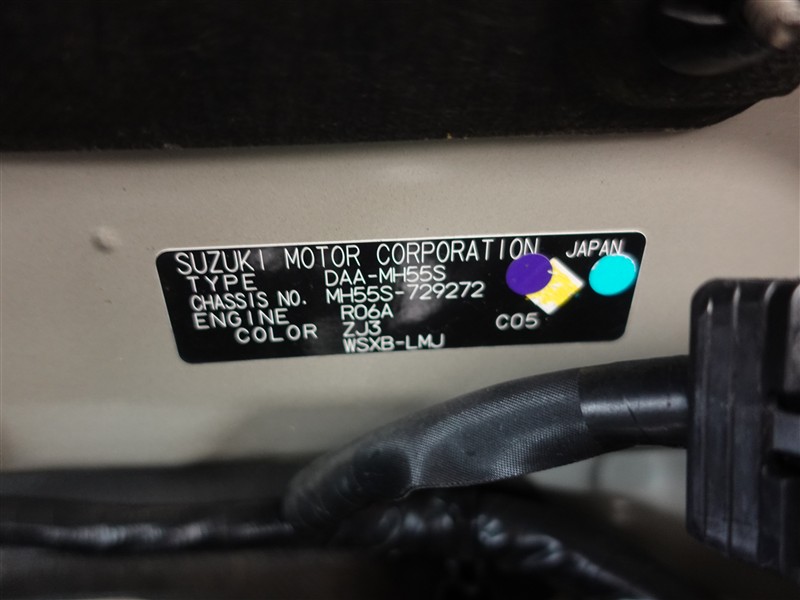 SUZUKI MOTOR CORPORATION JAPAN
TYPE DAA-MH55S
CHASSIS NO. MH55S-729272
ENGINE R06A
COLOR ZJ3 C05
WSXB-LMJ